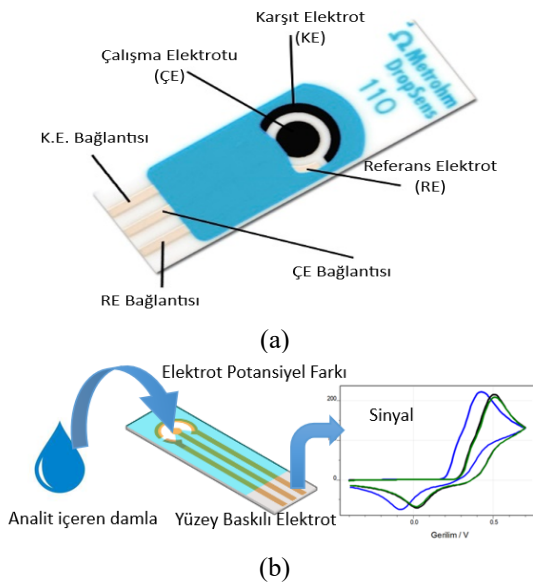 Karşıt Elektrot
(KE)
Çalışma Elektrotu
(ÇE)
Ω Metrohm
DropSens
110
K.E. Bağlantısı
Referans Elektrot
(RE)
ÇE Bağlantısı
RE Bağlantısı
(a)
Elektrot Potansiyel Farkı
Sinyal
200
0
0.0
0.5
Gerilim / V
Analit içeren damla
Yüzey Baskılı Elektrot
(b)